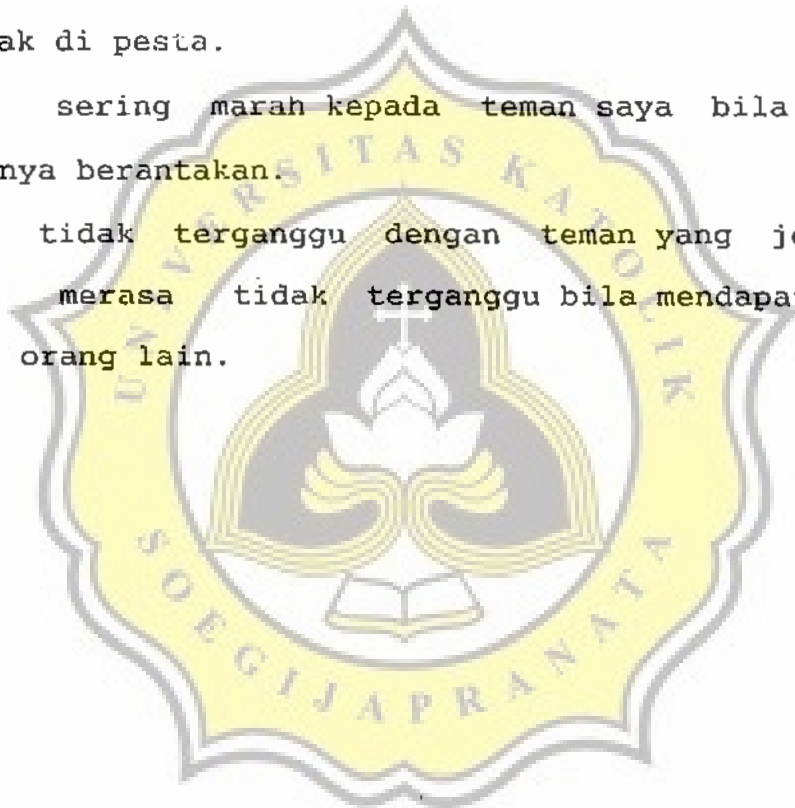 ak di pesta.
sering marah kepada teman saya bila
nya berantakan.
tidak terganggu dengan teman yang
merasa tidak terganggu bila mendapa
orang lain.
UNIVERSITAS KATOLIK
SOEGIJAPRANATA